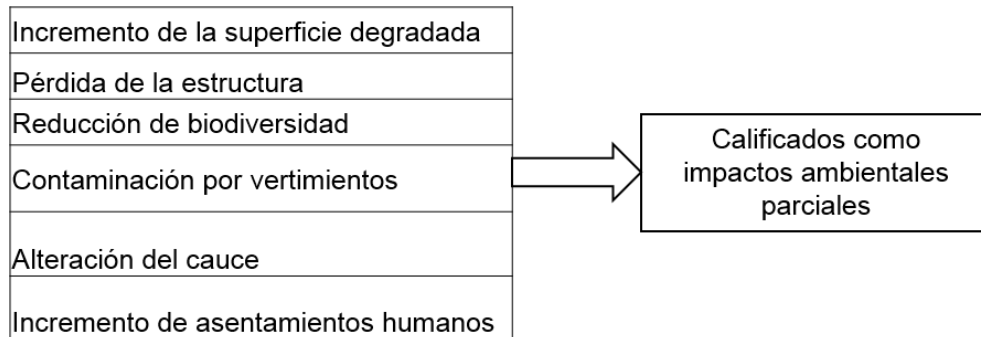 Incremento de la superficie degradada
Pérdida de la estructura
Reducción de biodiversidad
Contaminación por vertimientos
Alteración del cauce
Incremento de asentamientos humanos
Calificados como
impactos ambientales
parciales